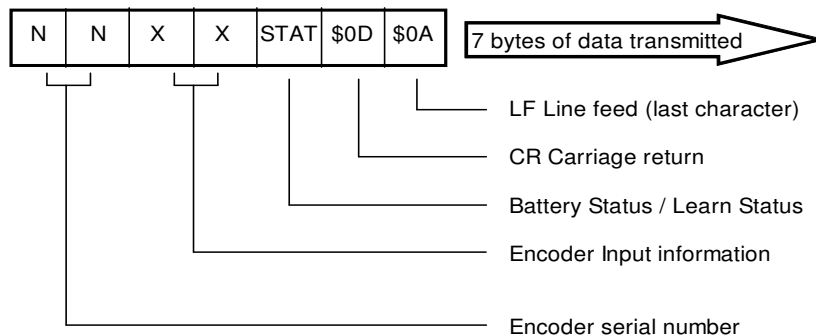 N N X X STAT $0D $0A
7 bytes of data transmitted
LF Line feed (last character)
CR Carriage return
Battery Status / Learn Status
Encoder Input information
Encoder serial number